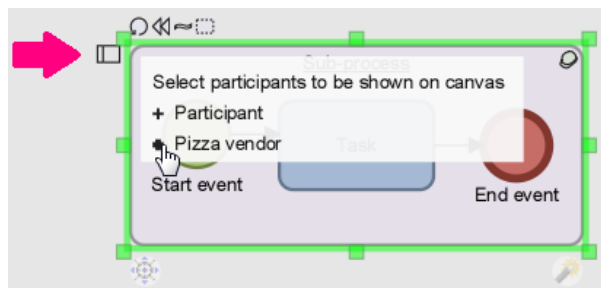 Sub-process
Select participants to be shown on canvas
+ Participant
+ Pizza vendor
Task
Start event
End event